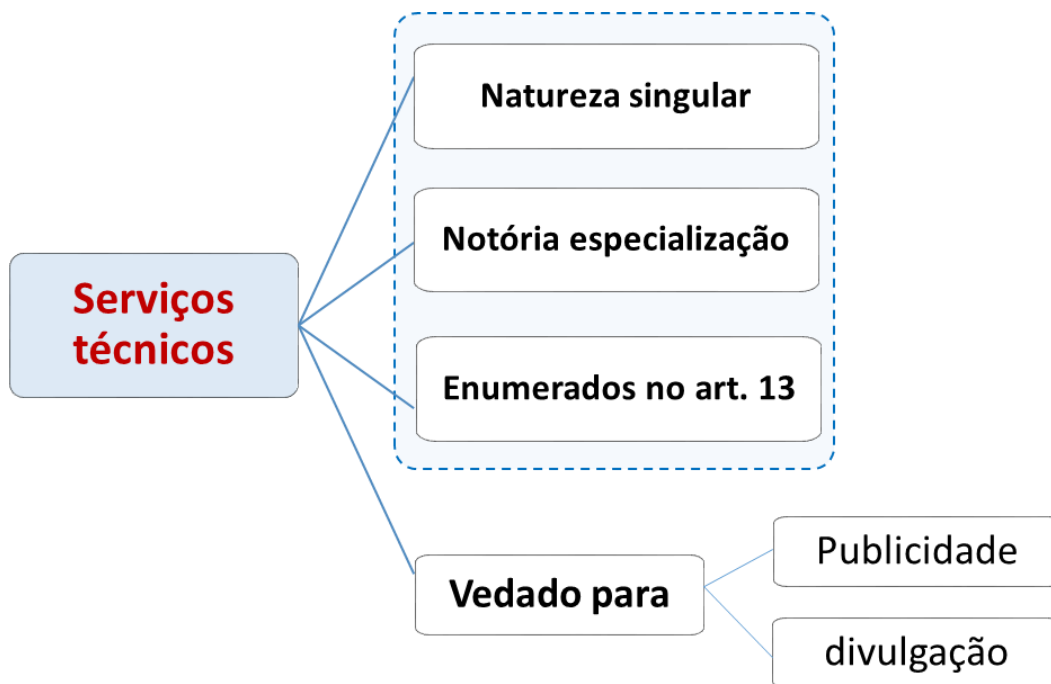 Natureza singular
Notória especialização
Serviços
técnicos
Enumerados no art. 13
Vedado para
Publicidade
divulgação